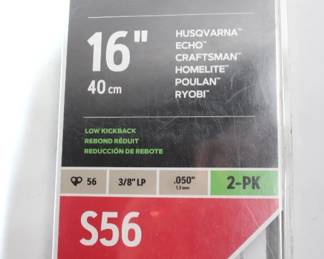 16"
40 cm
HUSQVARNA™
ECHO™
CRAFTSMAN™
HOMELITE™
POULAN™
RYOBI™
LOW KICKBACK
REBOND RÉDUIT
REDUCCIÓN DE REBOTE
56
3/8" LP
.050"
1.3 mm
2-PK
S56